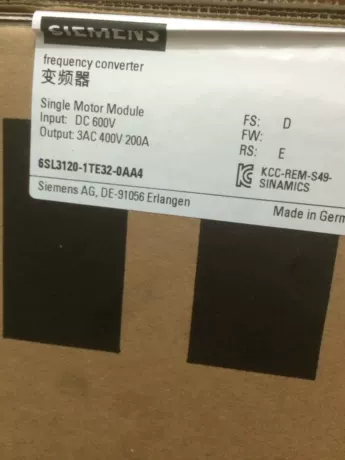 SIEMENS
frequency converter
变频器
Single Motor Module
Input: DC 600V
Output: 3AC 400V 200A
6SL3120-1TE32-0AA4
Siemens AG, DE-91056 Erlangen
FS: D
FW:
RS: E
KCC-REM-S49-
SINAMICS
Made in Germ